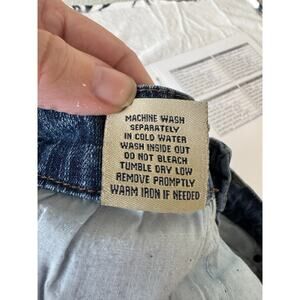 MACHINE WASH
SEPARATELY
IN COLD WATER
WASH INSIDE OUT
DO NOT BLEACH
TUMBLE DRY LOW
REMOVE PROMPTLY
WARM IRON IF NEEDED